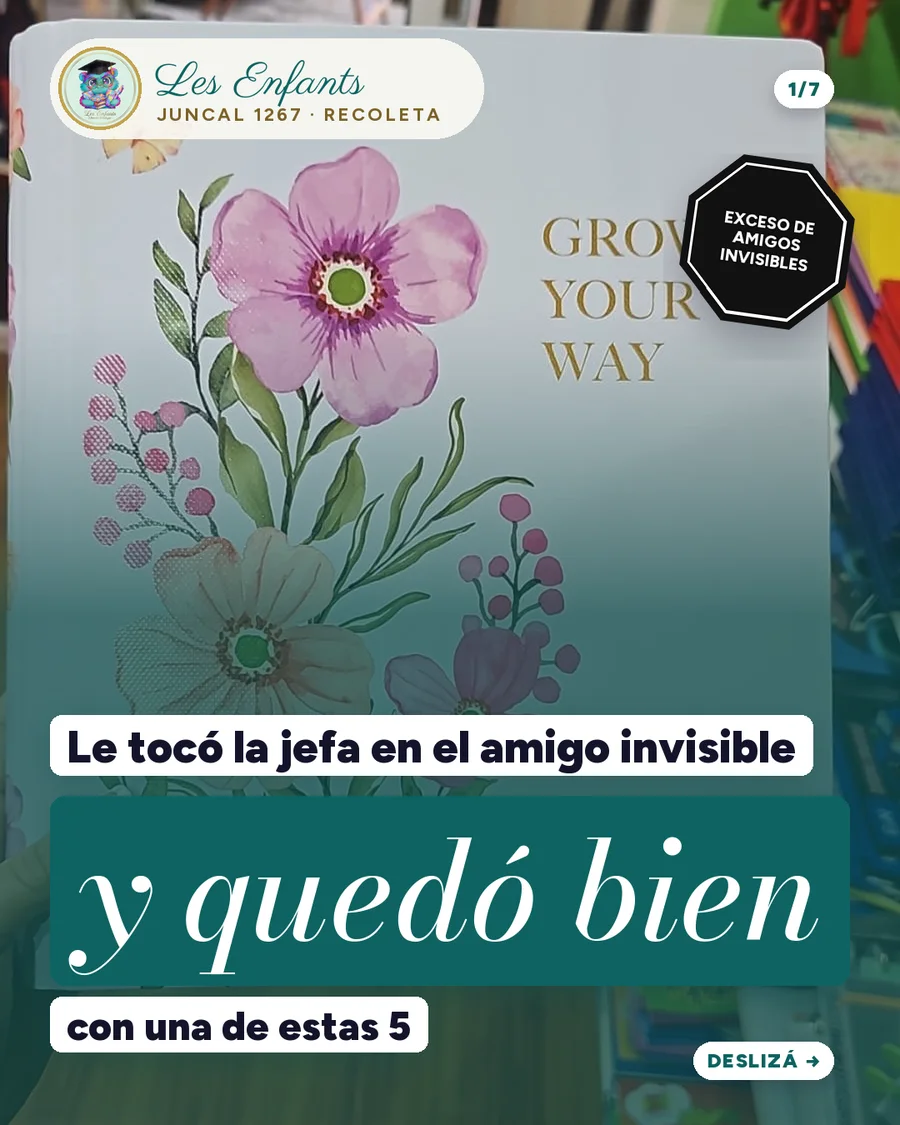 Les Enfants
JUNCAL 1267 · RECOLETA
1/7
EXCESO DE
AMIGOS
INVISIBLES
YOUR
WAY
Le tocó la jefa en el amigo invisible
y quedó bien
con una de estas 5
DESLIZÁ →